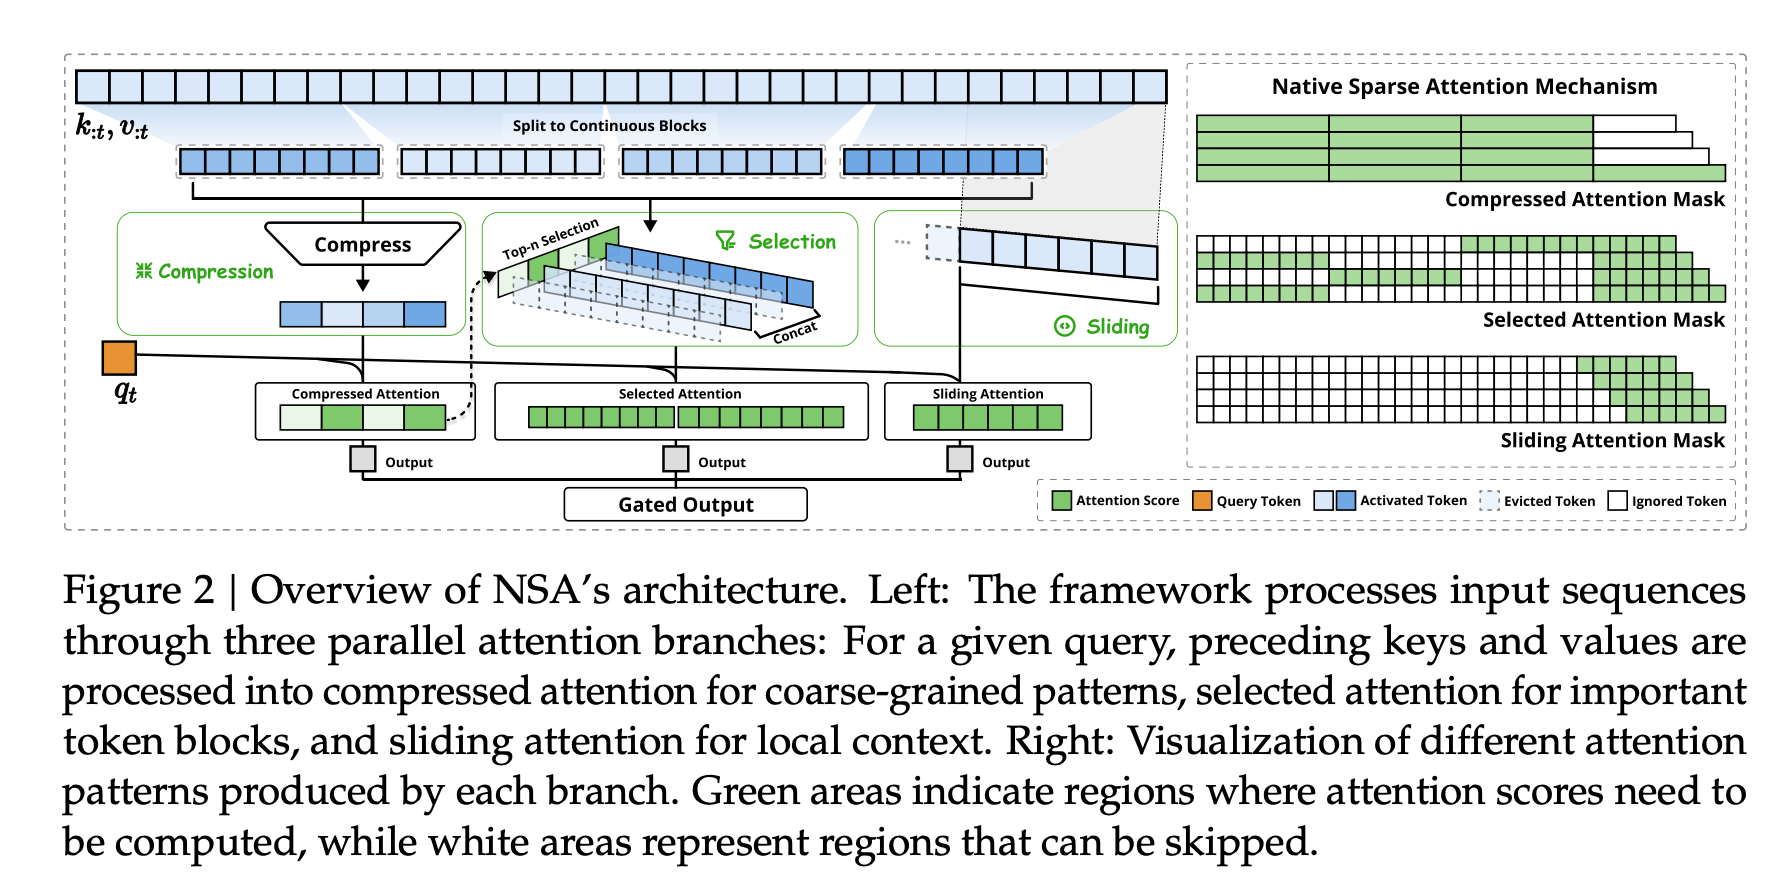 k:t, v:t
Split to Continuous Blocks
Compression
Compress
Top-n Selection
Selection
Concat
...
Sliding
qt
Compressed Attention
Selected Attention
Sliding Attention
Output
Output
Output
Gated Output
Native Sparse Attention Mechanism
Compressed Attention Mask
Selected Attention Mask
Sliding Attention Mask
Attention Score Query Token Activated Token Evicted Token Ignored Token
Figure 2 | Overview of NSA’s architecture. Left: The framework processes input sequences
through three parallel attention branches: For a given query, preceding keys and values are
processed into compressed attention for coarse-grained patterns, selected attention for important
token blocks, and sliding attention for local context. Right: Visualization of different attention
patterns produced by each branch. Green areas indicate regions where attention scores need to
be computed, while white areas represent regions that can be skipped.